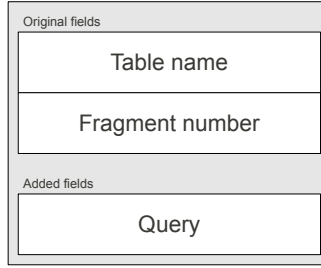 Original fields
Table name
Fragment number
Added fields
Query